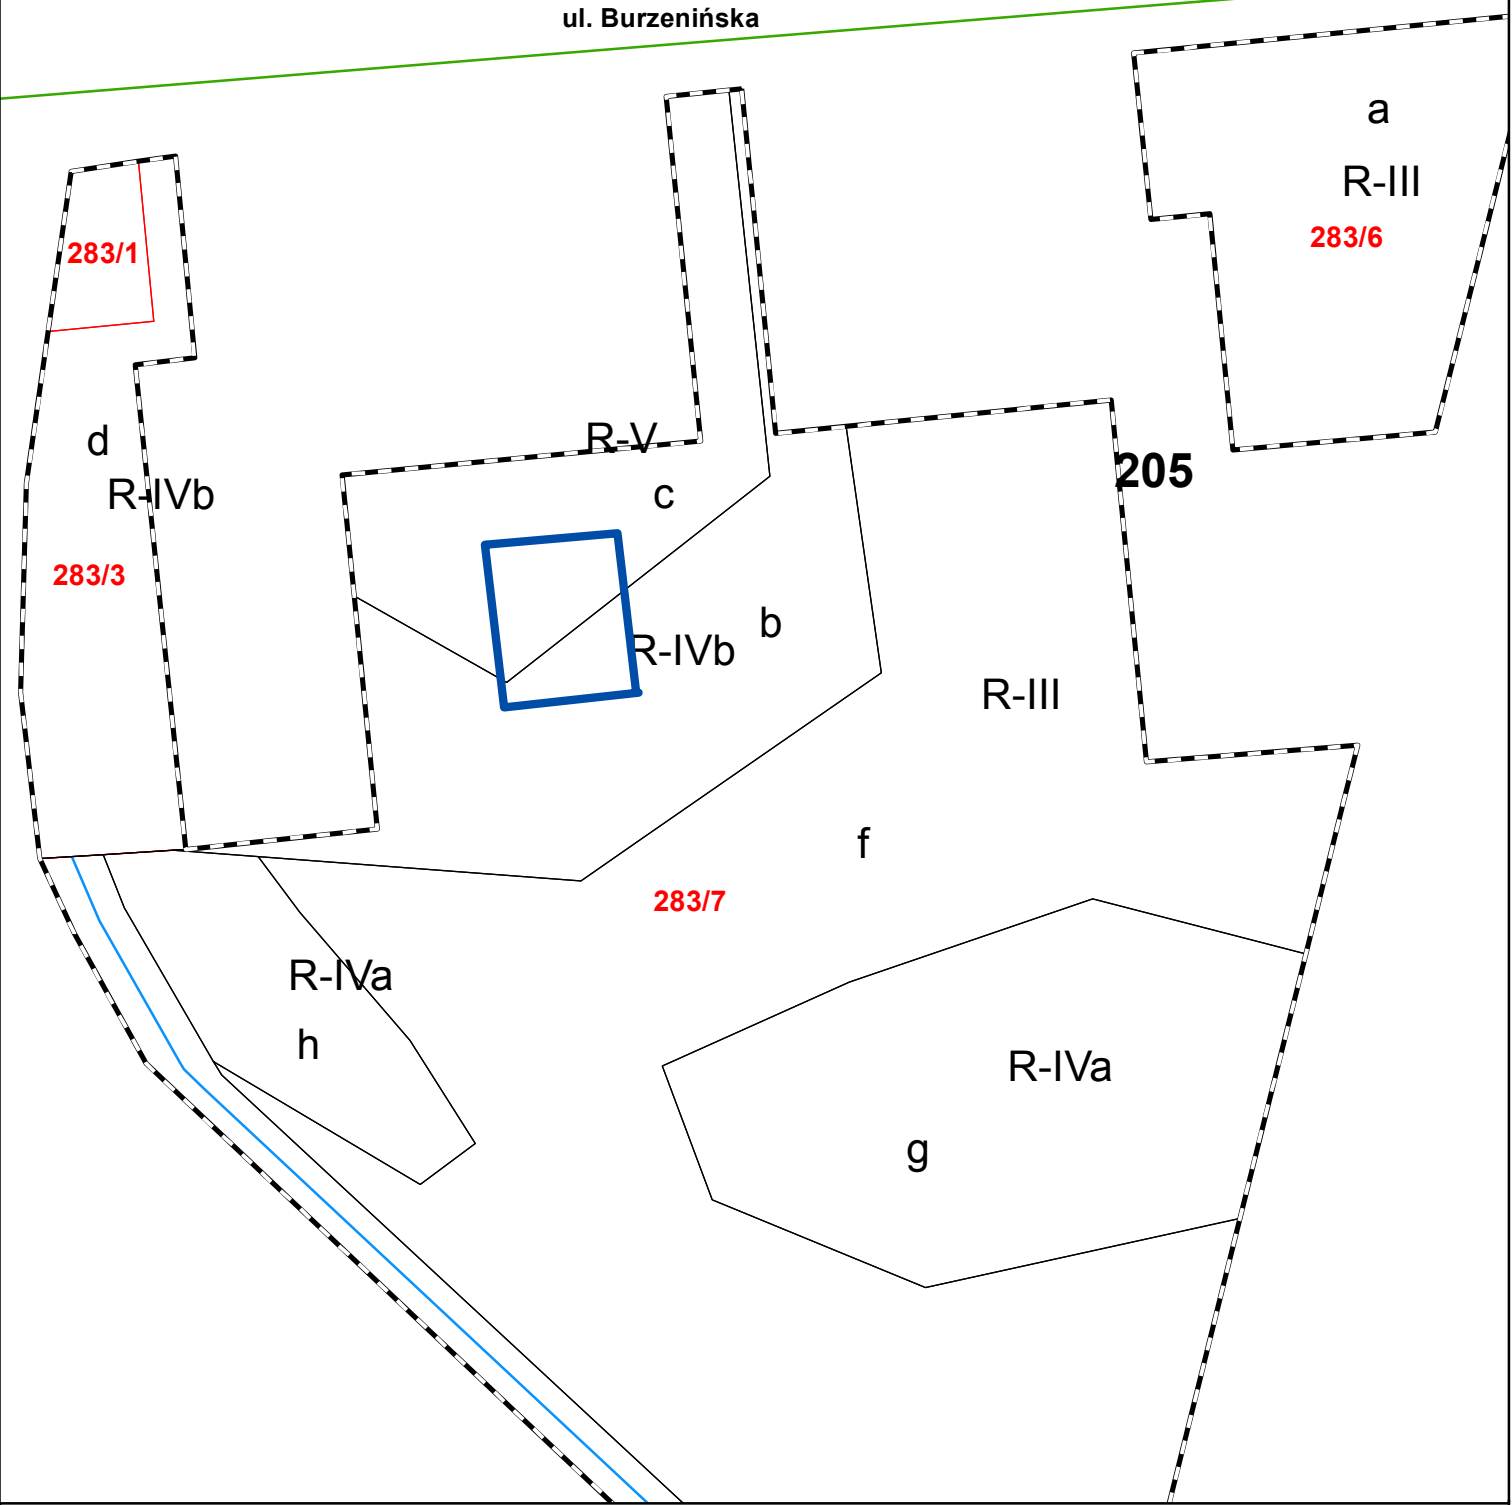 ul. Burzenińska
a
R-III
283/6
283/1
d
R-IVb
283/3
R-V
c
205
b
R-IVb
R-III
f
283/7
R-IVa
h
R-IVa
g